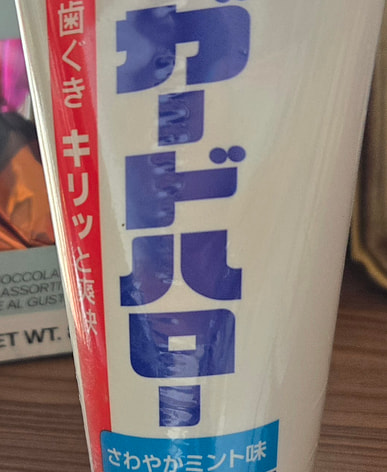 歯ぐき キリッと爽快
ガードハロー
さわやかミント味
ASSORTI
E AL GUST
ET WT.